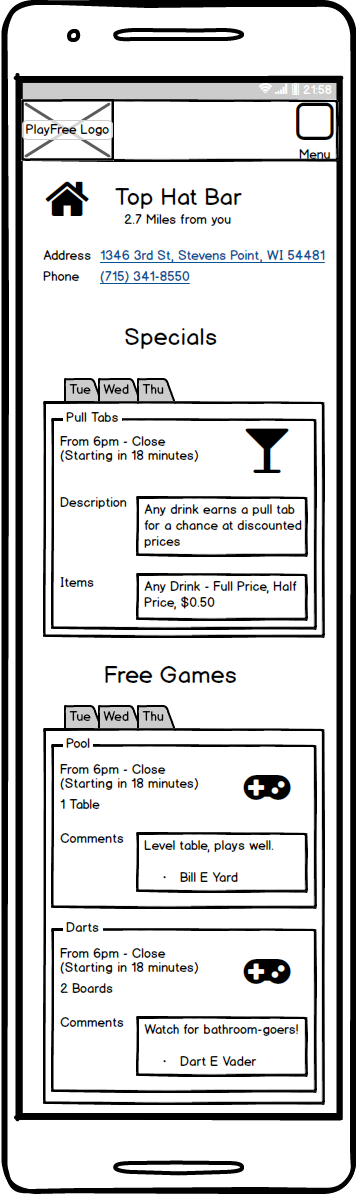 21:58
PlayFree Logo
Menu
Top Hat Bar
2.7 Miles from you
Address 1346 3rd St, Stevens Point, WI 54481
Phone (715) 341-8550
Specials
Tue Wed Thu
Pull Tabs
From 6pm - Close
(Starting in 18 minutes)
Description
Any drink earns a pull tab
for a chance at discounted
prices
Items
Any Drink - Full Price, Half
Price, $0.50
Free Games
Tue Wed Thu
Pool
From 6pm - Close
(Starting in 18 minutes)
1 Table
Comments
Level table, plays well.
· Bill E Yard
Darts
From 6pm - Close
(Starting in 18 minutes)
2 Boards
Comments
Watch for bathroom-goers!
· Dart E Vader